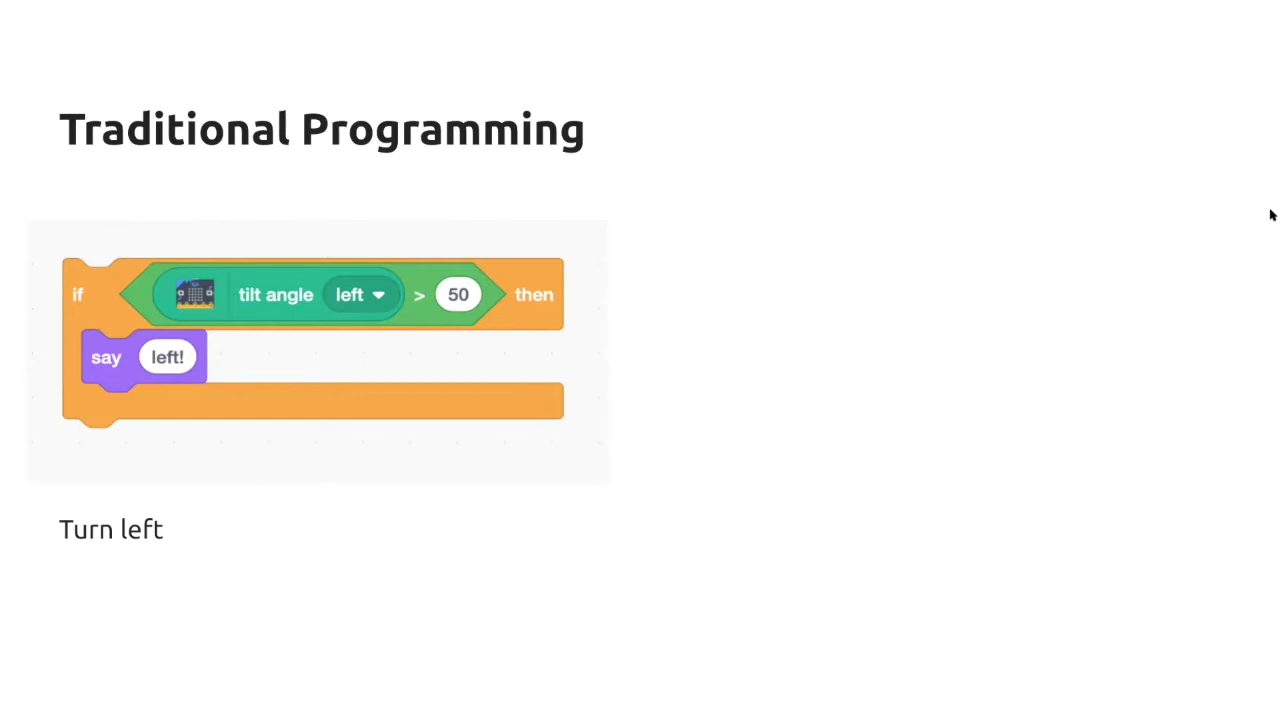 Traditional Programming
if tilt angle left > 50 then
say left!
Turn left